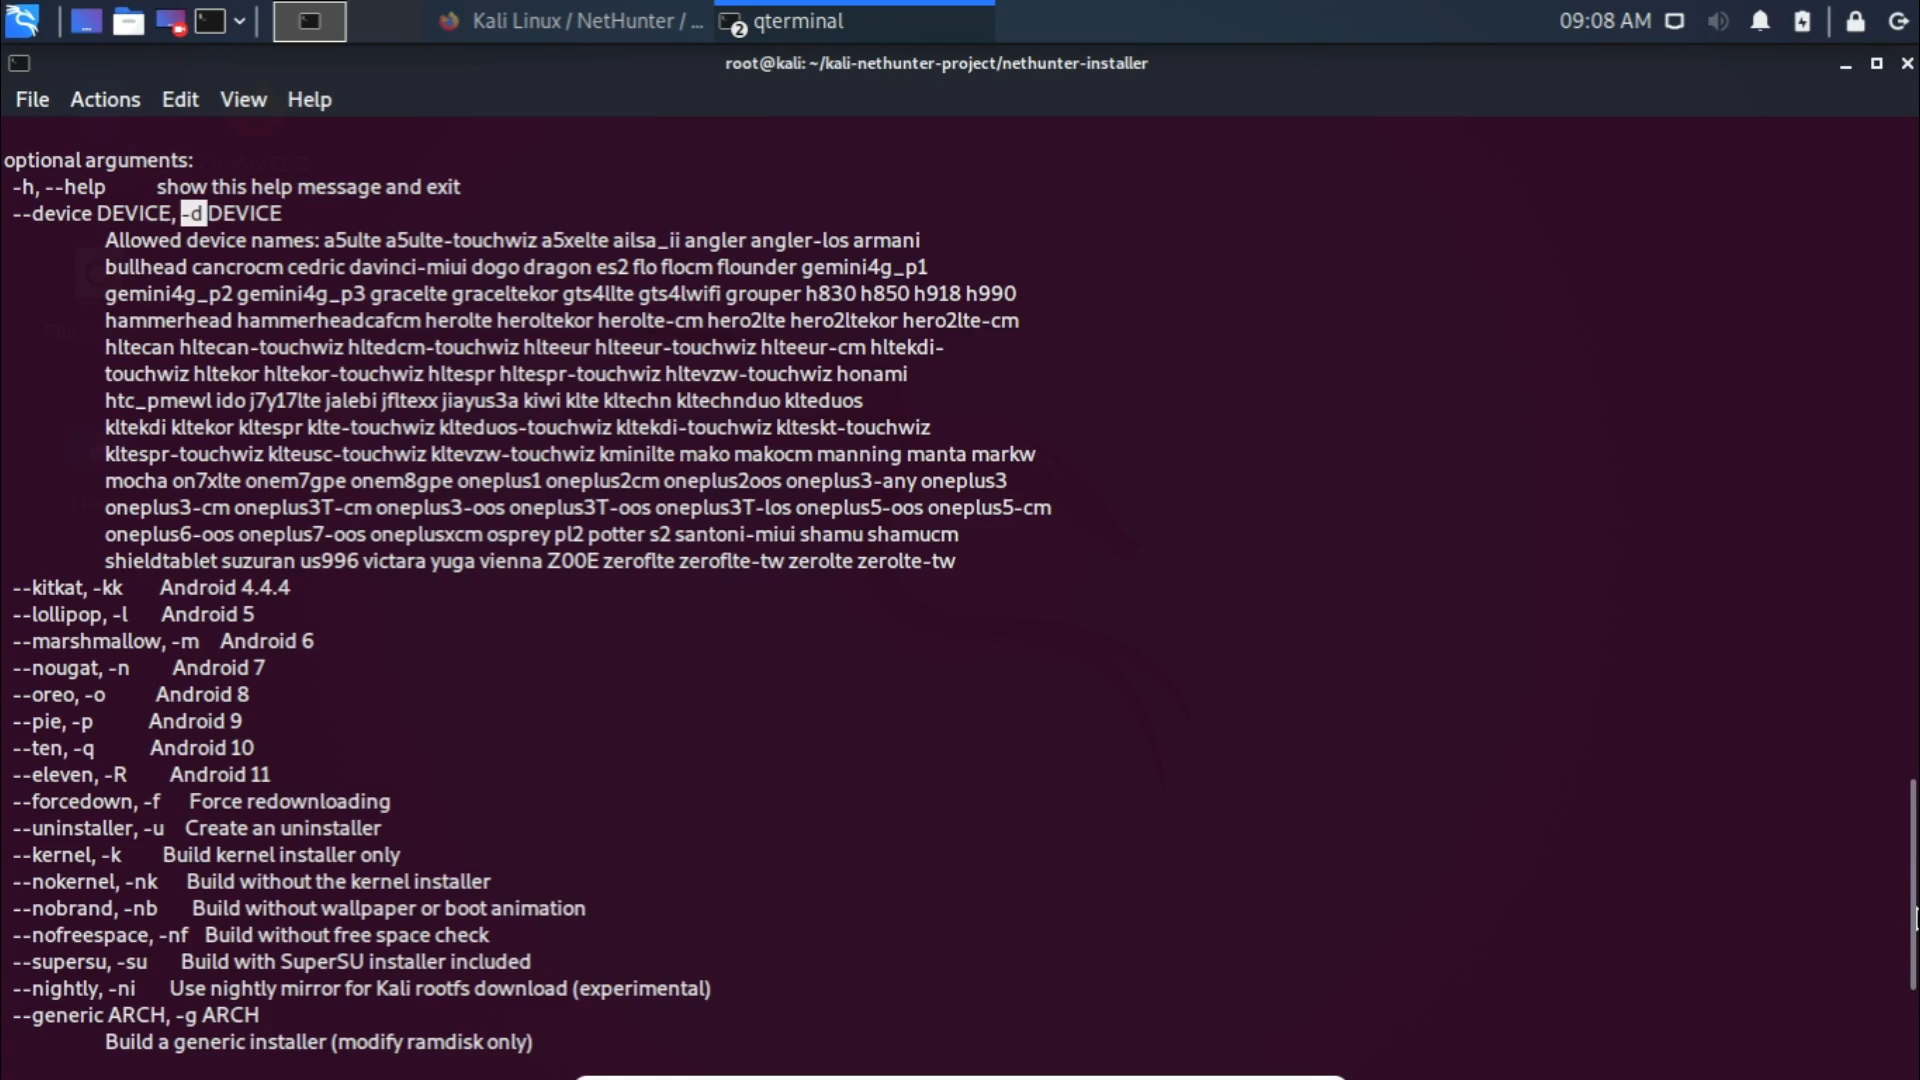 Kali Linux / NetHunter / ...
2 qterminal
09:08 AM
root@kali: ~/kali-nethunter-project/nethunter-installer
File Actions Edit View Help
optional arguments:
-h, --help show this help message and exit
--device DEVICE, -d DEVICE
Allowed device names: a5ulte a5ulte-touchwiz a5xelte ailsa_ii angler angler-los armani
bullhead cancrocm cedric davinci-miui dogo dragon es2 flo flocm flounder gemini4g_p1
gemini4g_p2 gemini4g_p3 gracelte graceltekor gts4llte gts4lwifi grouper h830 h850 h918 h990
hammerhead hammerheadcafcm herolte heroltekor herolte-cm hero2lte hero2ltekor hero2lte-cm
hltecan hltecan-touchwiz hltedcm-touchwiz hlteeur hlteeur-touchwiz hlteeur-cm hltekdi-
touchwiz hltekor hltekor-touchwiz hltespr hltespr-touchwiz hltevzw-touchwiz honami
htc_pmewl ido j7y17lte jalebi jfltexx jiayus3a kiwi klte kltechn kltechnduo klteduos
kltekdi kltekor kltespr klte-touchwiz klteduos-touchwiz kltekdi-touchwiz klteskt-touchwiz
kltespr-touchwiz klteusc-touchwiz kltevzw-touchwiz kminilte mako makocm manning manta markw
mocha on7xlte onem7gpe onem8gpe oneplus1 oneplus2cm oneplus2oos oneplus3-any oneplus3
oneplus3-cm oneplus3T-cm oneplus3-oos oneplus3T-oos oneplus3T-los oneplus5-oos oneplus5-cm
oneplus6-oos oneplus7-oos oneplusxcm osprey pl2 potter s2 santoni-miui shamu shamucm
shieldtablet suzuran us996 victara yuga vienna Z00E zeroflte zeroflte-tw zerolte zerolte-tw
--kitkat, -kk Android 4.4.4
--lollipop, -l Android 5
--marshmallow, -m Android 6
--nougat, -n Android 7
--oreo, -o Android 8
--pie, -p Android 9
--ten, -q Android 10
--eleven, -R Android 11
--forcedown, -f Force redownloading
--uninstaller, -u Create an uninstaller
--kernel, -k Build kernel installer only
--nokernel, -nk Build without the kernel installer
--nobrand, -nb Build without wallpaper or boot animation
--nofreespace, -nf Build without free space check
--supersu, -su Build with SuperSU installer included
--nightly, -ni Use nightly mirror for Kali rootfs download (experimental)
--generic ARCH, -g ARCH
Build a generic installer (modify ramdisk only)